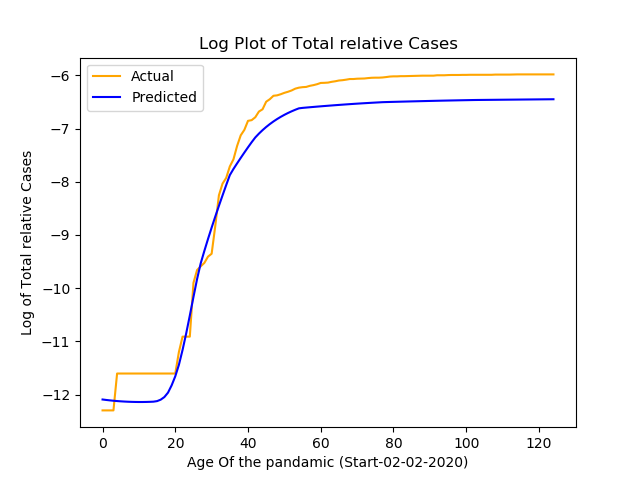 Log Plot of Total relative Cases
Actual
Predicted
Log of Total relative Cases
−6
−7
−8
−9
−10
−11
−12
0
20
40
60
80
100
120
Age Of the pandamic (Start-02-02-2020)